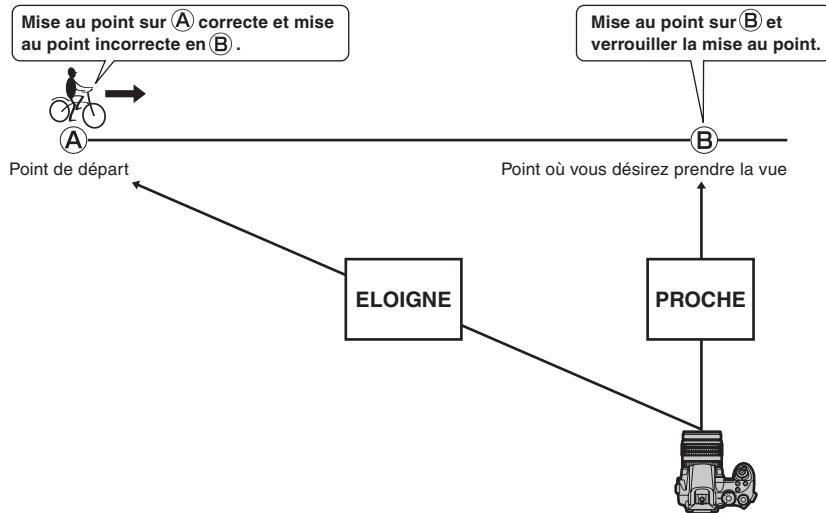 Mise au point sur Ⓐ correcte et mise
au point incorrecte en Ⓑ .
Mise au point sur Ⓑ et
verrouiller la mise au point.
Ⓐ
Ⓑ
Point de départ
Point où vous désirez prendre la vue
ELOIGNE
PROCHE